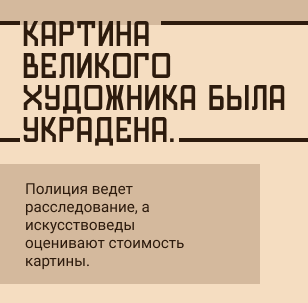 КАРТИНА
ВЕЛИКОГО
ХУДОЖНИКА БЫЛА
УКРАДЕНА.
Полиция ведет
расследование, а
искусствоведы
оценивают стоимость
картины.